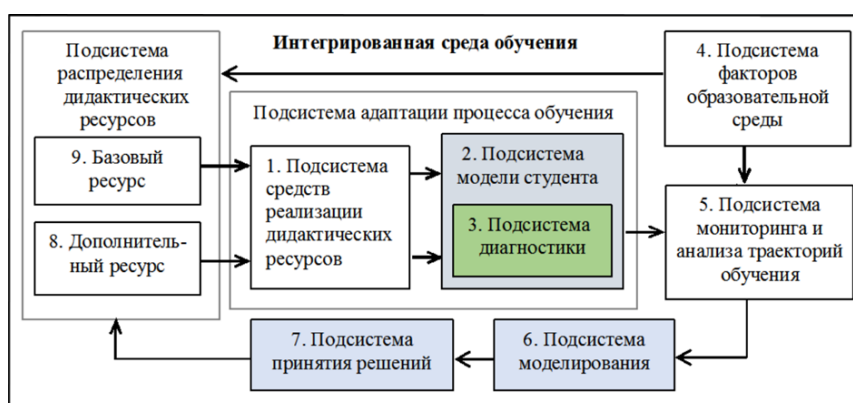 Интегрированная среда обучения
Подсистема
распределения
дидактических
ресурсов
9. Базовый
ресурс
8. Дополнитель-
ный ресурс
Подсистема адаптации процесса обучения
1. Подсистема
средств
реализации
дидактических
ресурсов
2. Подсистема
модели студента
3. Подсистема
диагностики
4. Подсистема
факторов
образовательной
среды
5. Подсистема
мониторинга и
анализа траекторий
обучения
6. Подсистема
моделирования
7. Подсистема
принятия решений